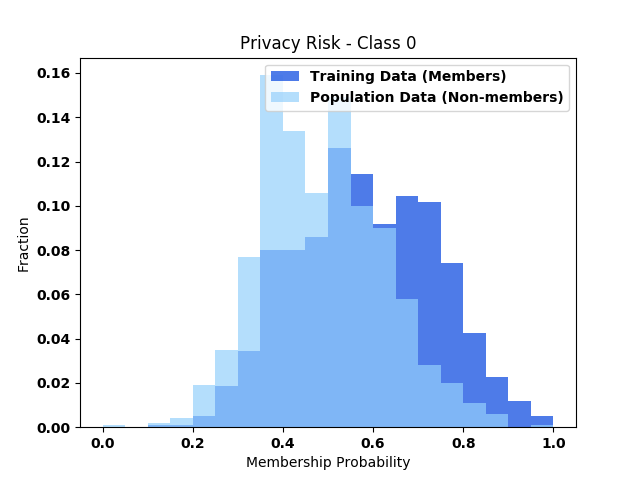 Privacy Risk - Class 0
Training Data (Members)
Population Data (Non-members)
0.16
0.14
0.12
0.10
0.08
0.06
0.04
0.02
0.00
Fraction
0.0 0.2 0.4 0.6 0.8 1.0
Membership Probability